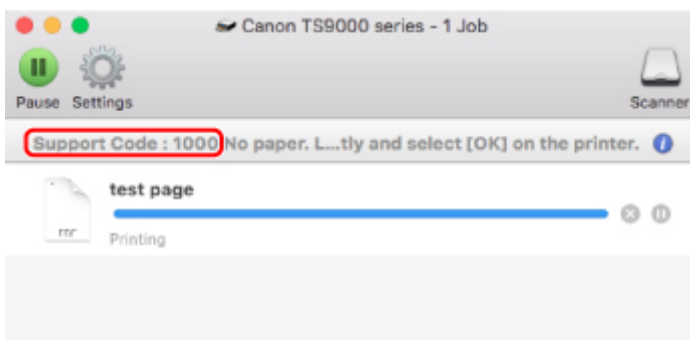 Canon TS9000 series - 1 Job
Pause Settings
Scanner
Support Code : 1000 No paper. L...tly and select [OK] on the printer.
test page
Printing